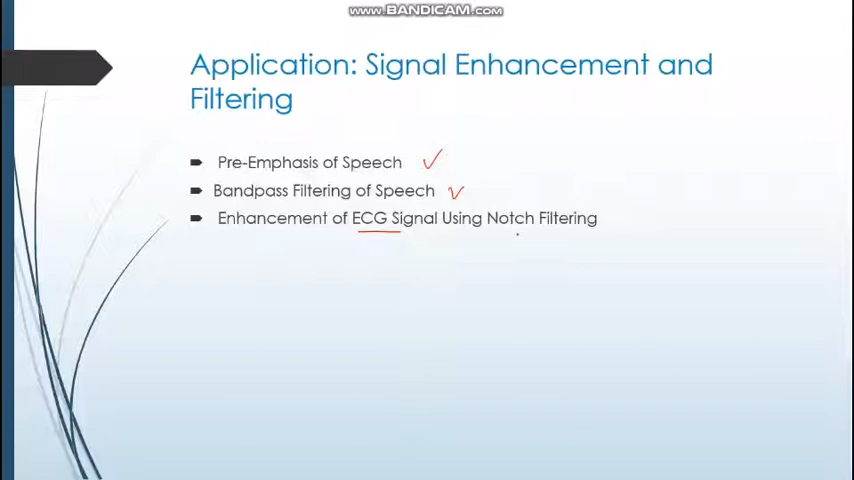 www.BANDICAM.com
Application: Signal Enhancement and
Filtering
Pre-Emphasis of Speech
Bandpass Filtering of Speech
Enhancement of ECG Signal Using Notch Filtering